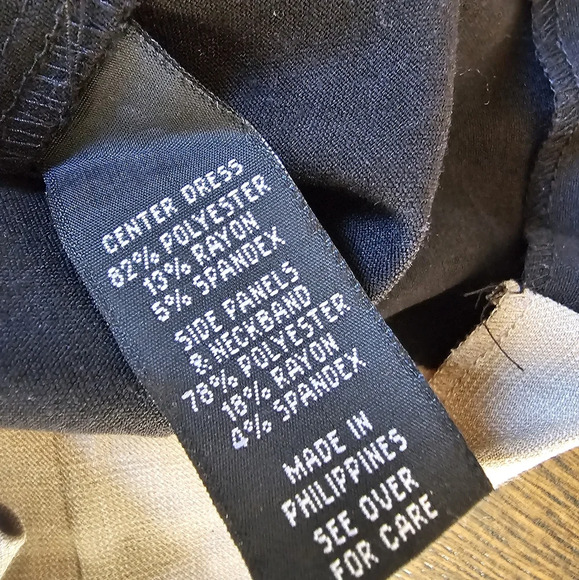 CENTER DRESS
82% POLYESTER
13% RAYON
5% SPANDEX
SIDE PANELS
& NECKBAND
78% POLYESTER
18% RAYON
4% SPANDEX
MADE IN
PHILIPPINES
SEE OVER
FOR CARE